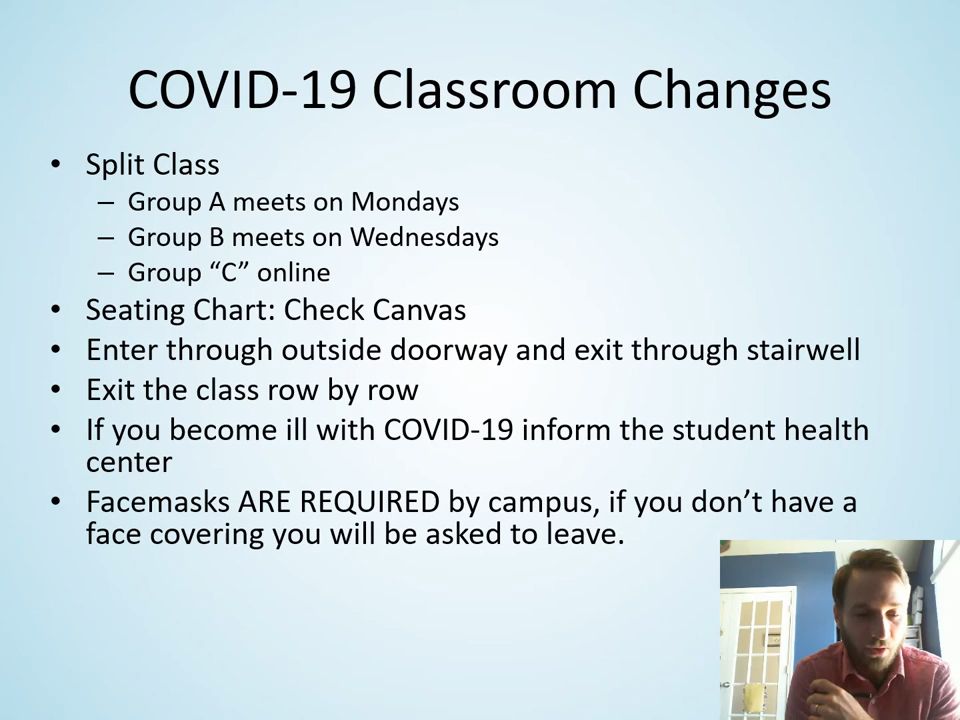 COVID-19 Classroom Changes
• Split Class
– Group A meets on Mondays
– Group B meets on Wednesdays
– Group “C” online
• Seating Chart: Check Canvas
• Enter through outside doorway and exit through stairwell
• Exit the class row by row
• If you become ill with COVID-19 inform the student health
center
• Facemasks ARE REQUIRED by campus, if you don’t have a
face covering you will be asked to leave.